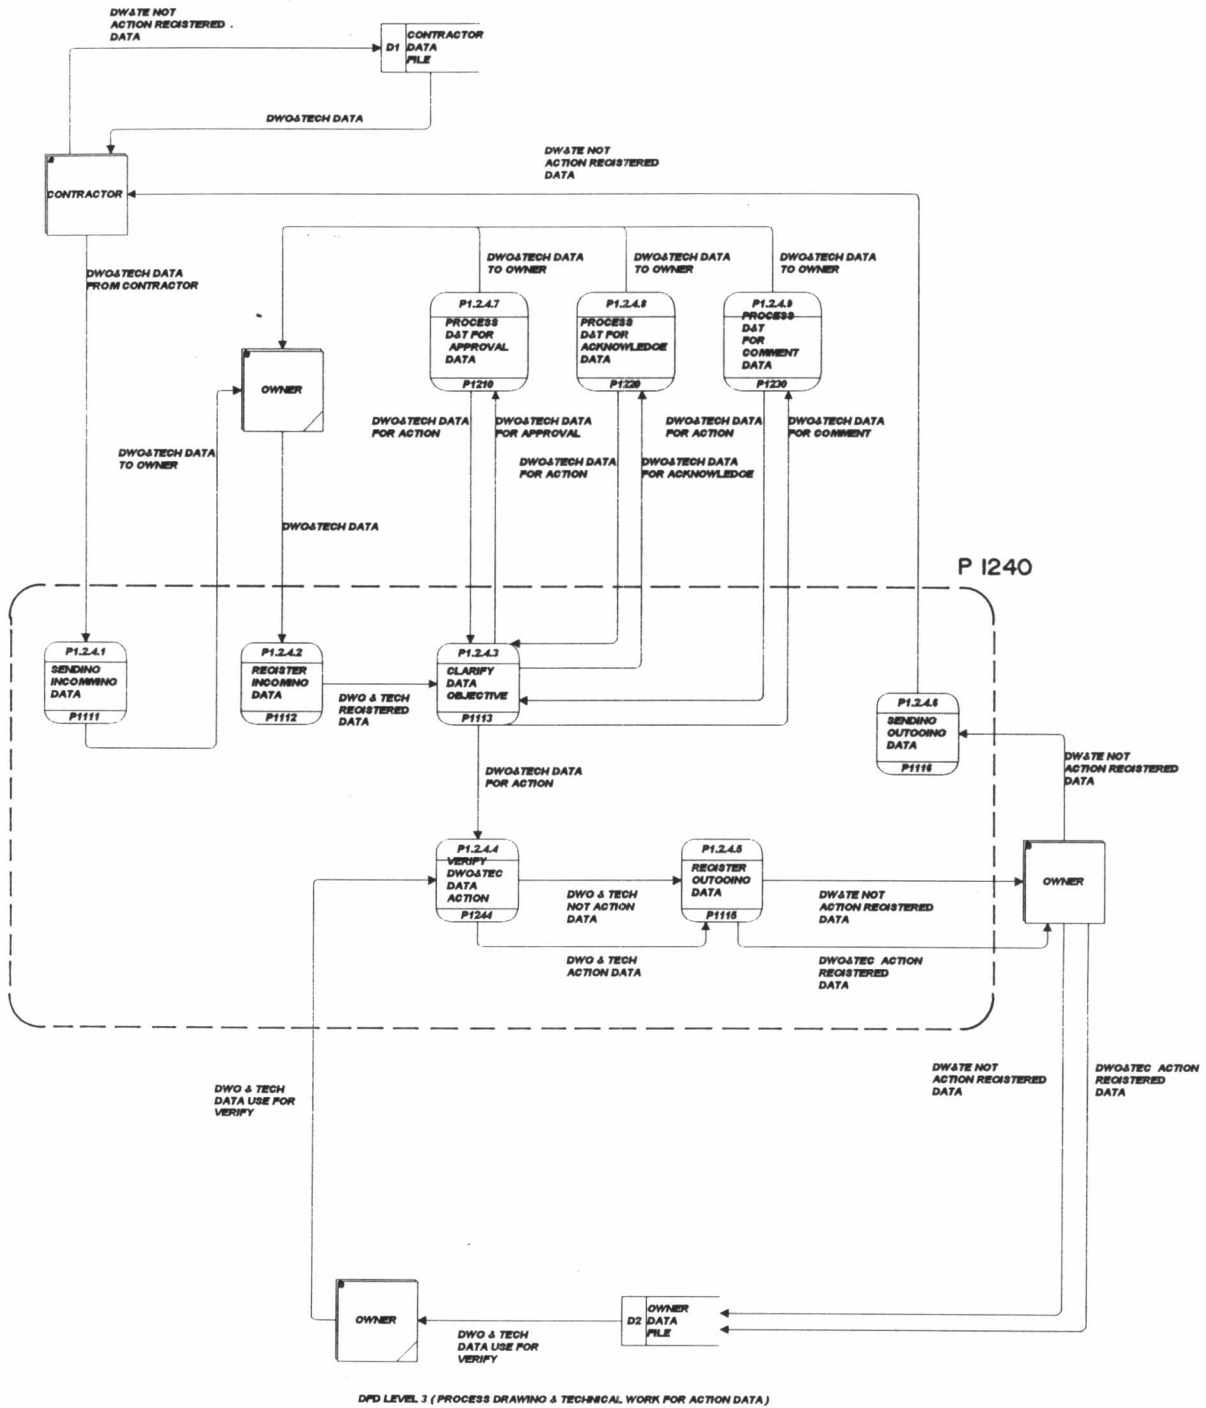 DW&TE NOT
ACTION REGISTERED
DATA
D1
CONTRACTOR
DATA
FILE
DWG&TECH DATA
CONTRACTOR
DW&TE NOT
ACTION REGISTERED
DATA
DWG&TECH DATA
FROM CONTRACTOR
DWG&TECH DATA
TO OWNER
DWG&TECH DATA
TO OWNER
DWG&TECH DATA
TO OWNER
P1.2.4.7
PROCESS
D&T FOR
APPROVAL
DATA
P1210
P1.2.4.8
PROCESS
D&T FOR
ACKNOWLEDGE
DATA
P1220
P1.2.4.9
PROCESS
D&T
FOR
COMMENT
DATA
P1230
OWNER
DWG&TECH DATA
FOR ACTION
DWG&TECH DATA
FOR APPROVAL
DWG&TECH DATA
FOR ACTION
DWG&TECH DATA
FOR COMMENT
DWG&TECH DATA
TO OWNER
DWG&TECH DATA
FOR ACTION
DWG&TECH DATA
FOR ACKNOWLEDGE
DWG&TECH DATA
P 1240
P1.2.4.1
SENDING
INCOMMING
DATA
P1111
P1.2.4.2
REGISTER
INCOMING
DATA
P1112
DWG & TECH
REGISTERED
DATA
P1.2.4.3
CLARIFY
DATA
OBJECTIVE
P1113
P1.2.4.6
SENDING
OUTGOING
DATA
P1116
DW&TE NOT
ACTION REGISTERED
DATA
DWG&TECH DATA
FOR ACTION
P1.2.4.4
VERIFY
DWG&TEC
DATA
ACTION
P1244
DWG & TECH
NOT ACTION
DATA
P1.2.4.5
REGISTER
OUTGOING
DATA
P1115
DW&TE NOT
ACTION REGISTERED
DATA
OWNER
DWG & TECH
ACTION DATA
DWG&TEC ACTION
REGISTERED
DATA
DW&TE NOT
ACTION REGISTERED
DATA
DWG&TEC ACTION
REGISTERED
DATA
DWG & TECH
DATA USE FOR
VERIFY
OWNER
DWG & TECH
DATA USE FOR
VERIFY
D2
OWNER
DATA
FILE
DFD LEVEL 3 ( PROCESS DRAWING & TECHNICAL WORK FOR ACTION DATA )